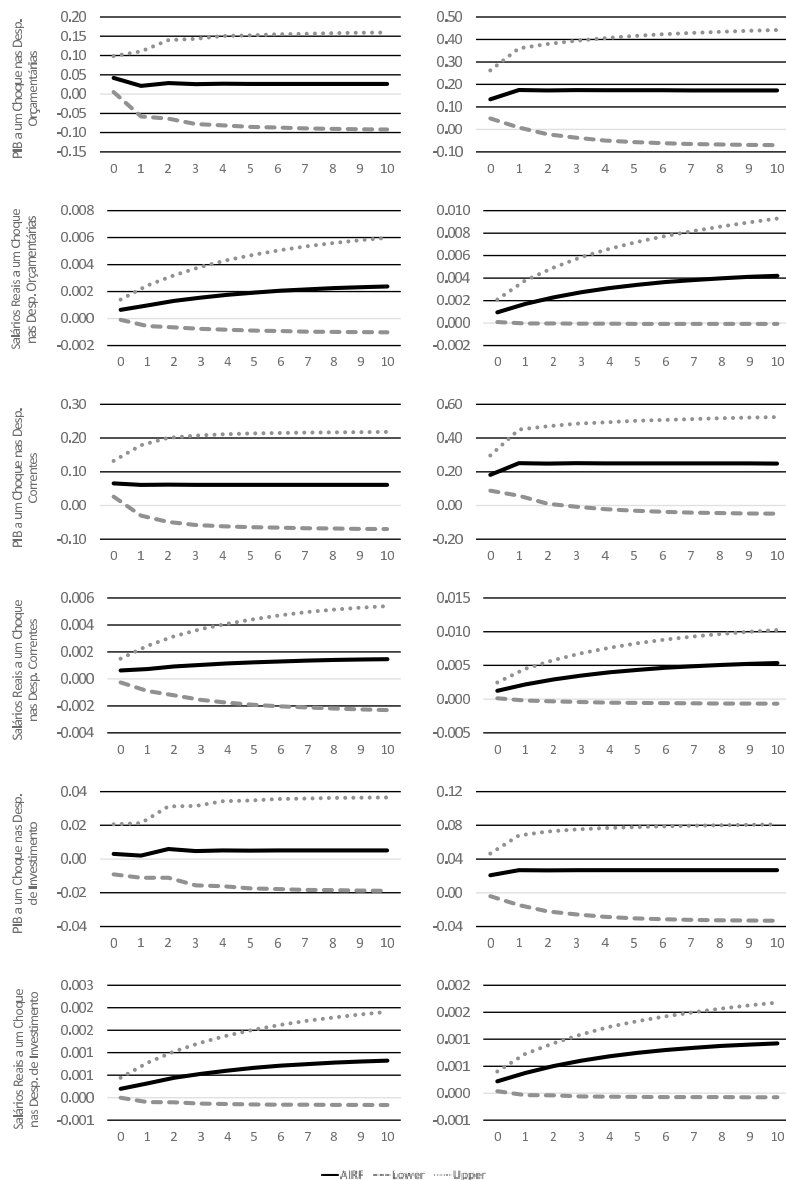 PIB a um Choque nas Desp.
Orçamentárias
0.20
0.15
0.10
0.05
0.00
-0.05
-0.10
-0.15
0 1 2 3 4 5 6 7 8 9 10
0.50
0.40
0.30
0.20
0.10
0.00
-0.10
0 1 2 3 4 5 6 7 8 9 10
Salários Reais a um Choque
nas Desp. Orçamentárias
0.008
0.006
0.004
0.002
0.000
-0.002
0 1 2 3 4 5 6 7 8 9 10
0.010
0.008
0.006
0.004
0.002
0.000
-0.002
0 1 2 3 4 5 6 7 8 9 10
PIB a um Choque nas Desp.
Correntes
0.30
0.20
0.10
0.00
-0.10
0 1 2 3 4 5 6 7 8 9 10
0.60
0.40
0.20
0.00
-0.20
0 1 2 3 4 5 6 7 8 9 10
Salários Reais a um Choque
nas Desp. Correntes
0.006
0.004
0.002
0.000
-0.002
-0.004
0 1 2 3 4 5 6 7 8 9 10
0.015
0.010
0.005
0.000
-0.005
0 1 2 3 4 5 6 7 8 9 10
PIB a um Choque nas Desp.
de Investimento
0.04
0.02
0.00
-0.02
-0.04
0 1 2 3 4 5 6 7 8 9 10
0.12
0.08
0.04
0.00
-0.04
0 1 2 3 4 5 6 7 8 9 10
Salários Reais a um Choque
nas Desp. de Investimento
0.003
0.002
0.002
0.001
0.001
0.000
-0.001
0 1 2 3 4 5 6 7 8 9 10
0.002
0.002
0.001
0.001
0.000
-0.001
0 1 2 3 4 5 6 7 8 9 10
AIRF Lower Upper